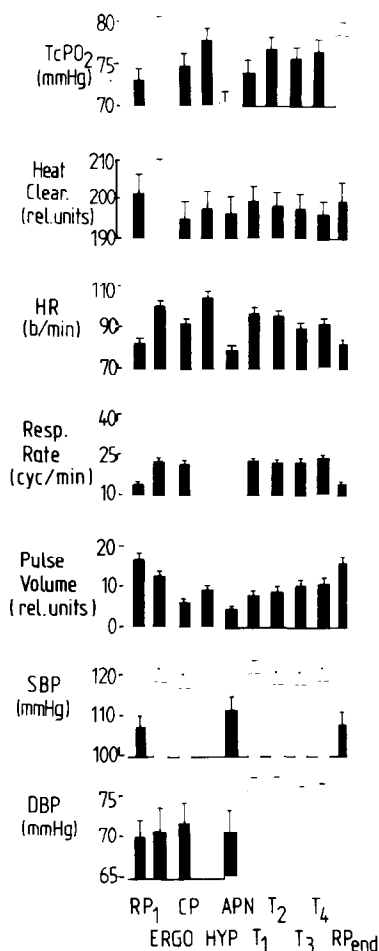 TcPO2
(mmHg)
80
75
70
Heat
Clear.
(rel.units)
210
200
190
HR
(b/min)
110
90
70
Resp.
Rate
(cyc/min)
40
25
10
Pulse
Volume
(rel.units)
20
10
0
SBP
(mmHg)
120
110
100
DBP
(mmHg)
75
70
65
RP1 CP APN T2 T4
ERGO HYP T1 T3 RPend